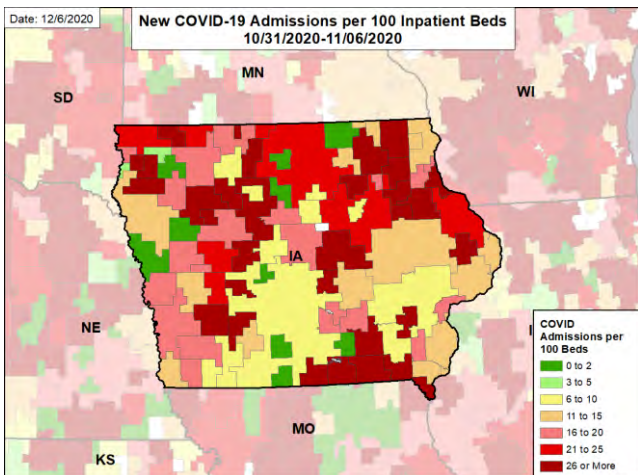 Date: 12/6/2020
New COVID-19 Admissions per 100 Inpatient Beds
10/31/2020-11/06/2020
MN
SD
WI
IA
NE
I
MO
KS
COVID
Admissions per
100 Beds
0 to 2
3 to 5
6 to 10
11 to 15
16 to 20
21 to 25
26 or More